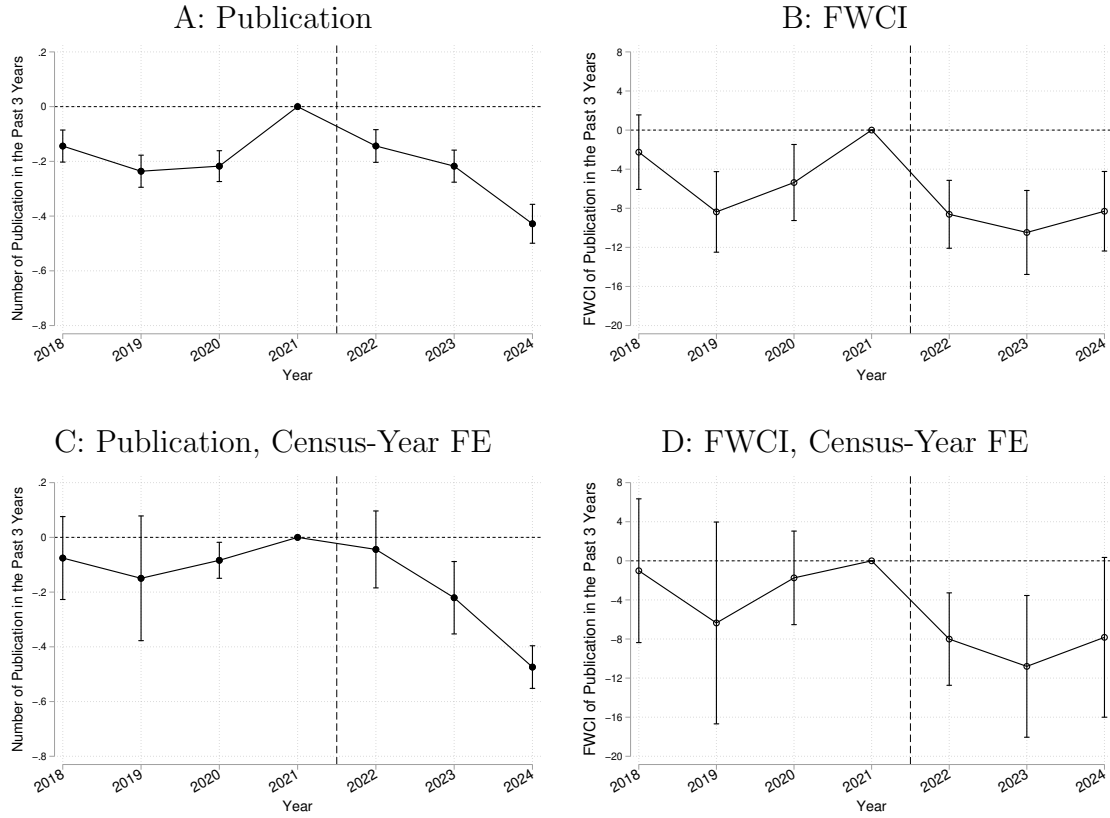 A: Publication
Number of Publication in the Past 3 Years
.2
0
-.2
-.4
-.6
-.8
2018 2019 2020 2021 2022 2023 2024
Year
B: FWCI
FWCI of Publication in the Past 3 Years
8
4
0
-4
-8
-12
-16
-20
2018 2019 2020 2021 2022 2023 2024
Year
C: Publication, Census-Year FE
Number of Publication in the Past 3 Years
.2
0
-.2
-.4
-.6
-.8
2018 2019 2020 2021 2022 2023 2024
Year
D: FWCI, Census-Year FE
FWCI of Publication in the Past 3 Years
8
4
0
-4
-8
-12
-16
-20
2018 2019 2020 2021 2022 2023 2024
Year